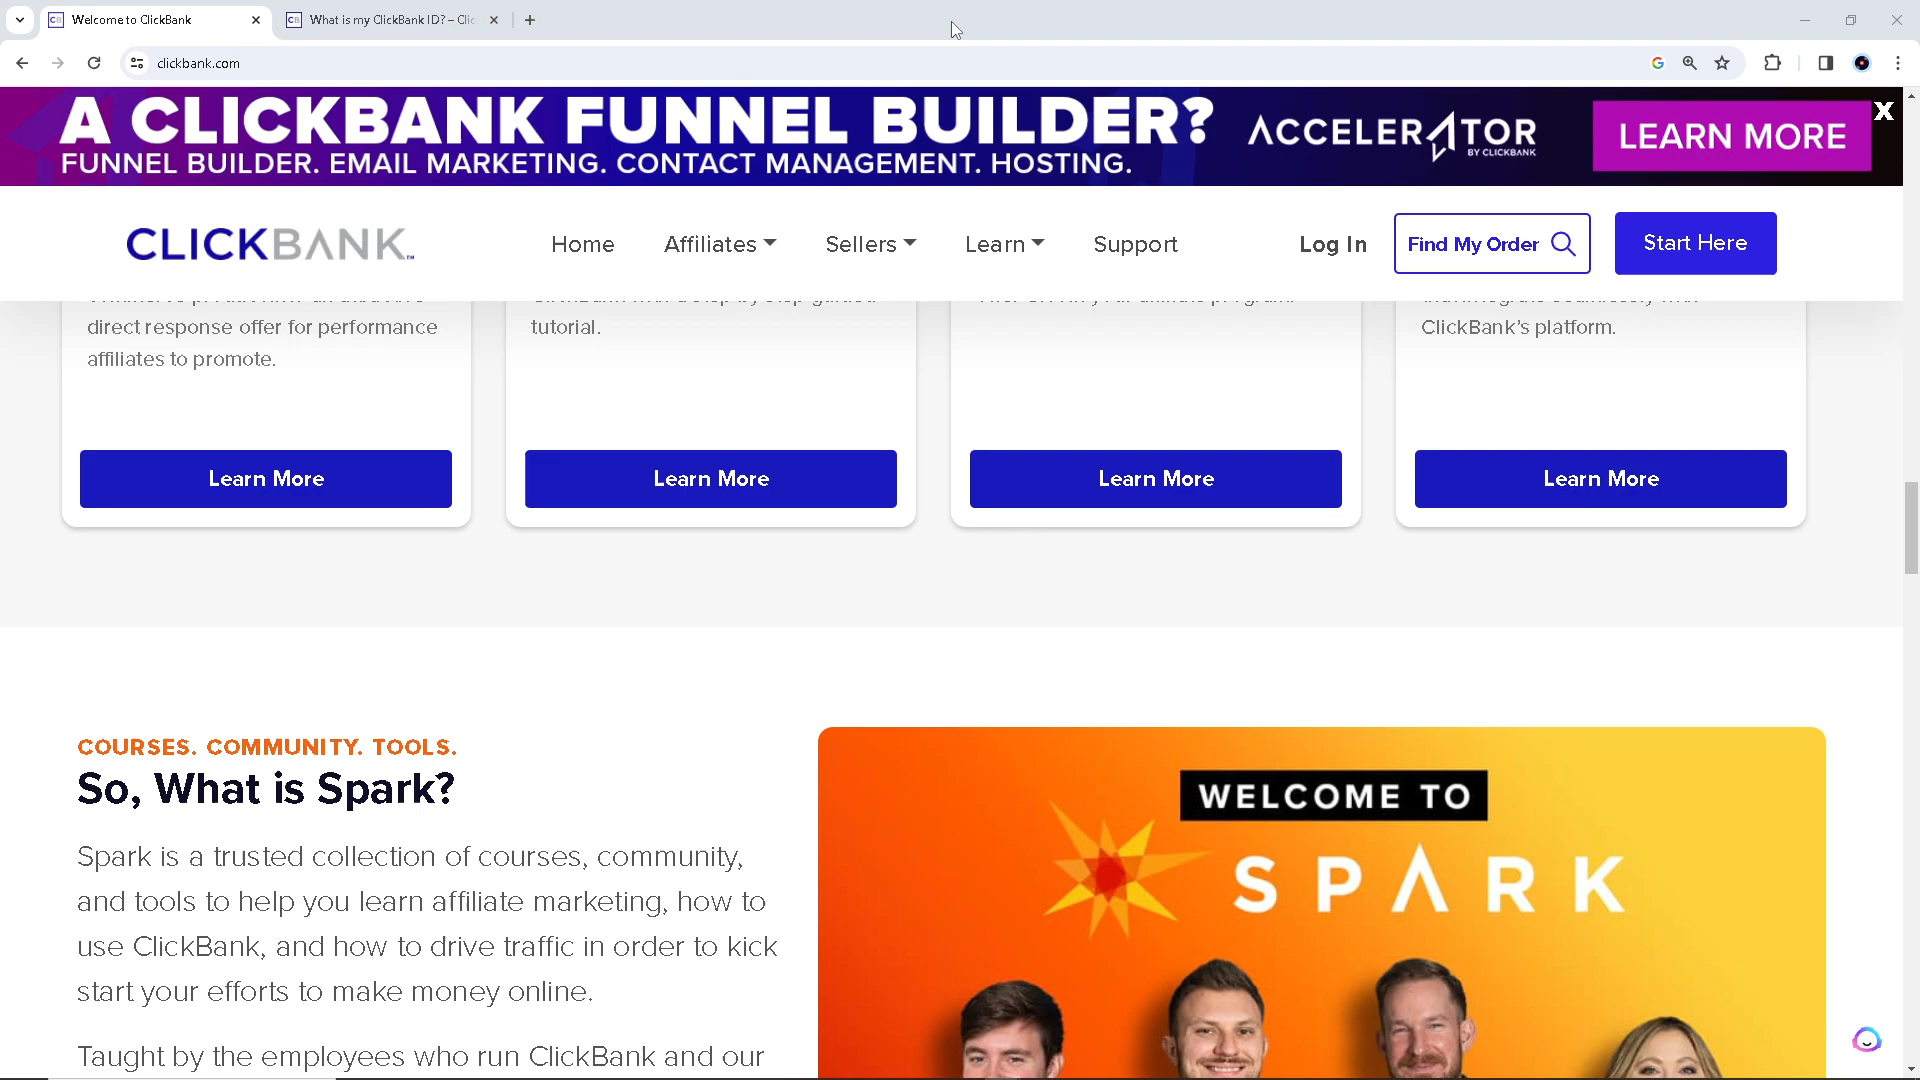 Welcome to ClickBank
What is my ClickBank ID? – Clic
clickbank.com
A CLICKBANK FUNNEL BUILDER?
FUNNEL BUILDER. EMAIL MARKETING. CONTACT MANAGEMENT. HOSTING.
ACCELERATOR
BY CLICKBANK
LEARN MORE
X
CLICKBANK
Home
Affiliates
Sellers
Learn
Support
Log In
Find My Order
Start Here
direct response offer for performance
affiliates to promote.
tutorial.
ClickBank's platform.
Learn More
Learn More
Learn More
Learn More
COURSES. COMMUNITY. TOOLS.
So, What is Spark?
Spark is a trusted collection of courses, community,
and tools to help you learn affiliate marketing, how to
use ClickBank, and how to drive traffic in order to kick
start your efforts to make money online.
Taught by the employees who run ClickBank and our
WELCOME TO
SPARK